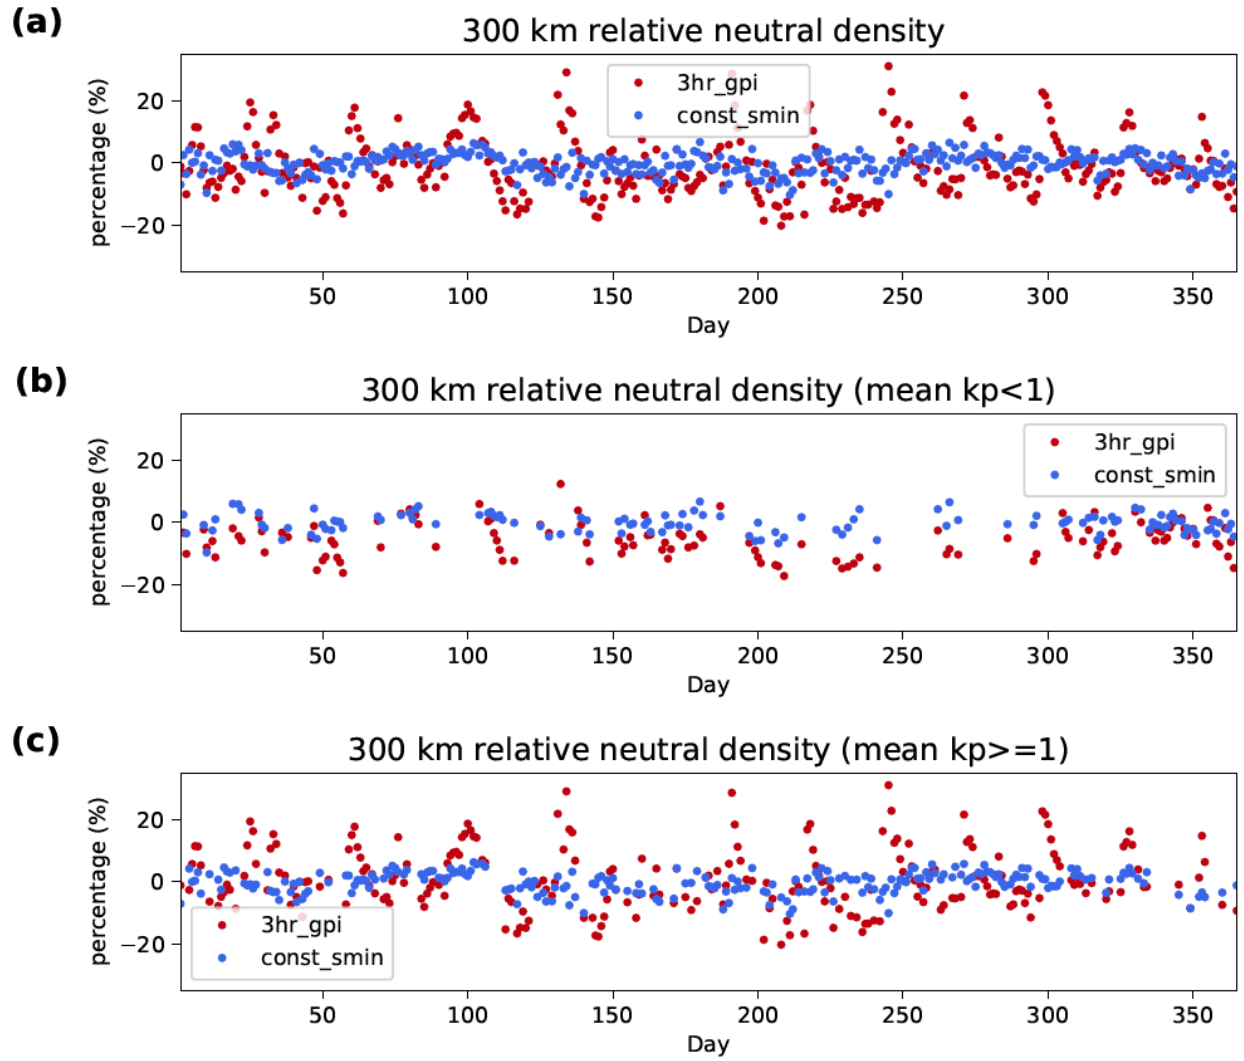 (a)
300 km relative neutral density
percentage (%)
20
0
−20
3hr_gpi
const_smin
50 100 150 200 250 300 350
Day
(b)
300 km relative neutral density (mean kp<1)
percentage (%)
20
0
−20
3hr_gpi
const_smin
50 100 150 200 250 300 350
Day
(c)
300 km relative neutral density (mean kp>=1)
percentage (%)
20
0
−20
3hr_gpi
const_smin
50 100 150 200 250 300 350
Day